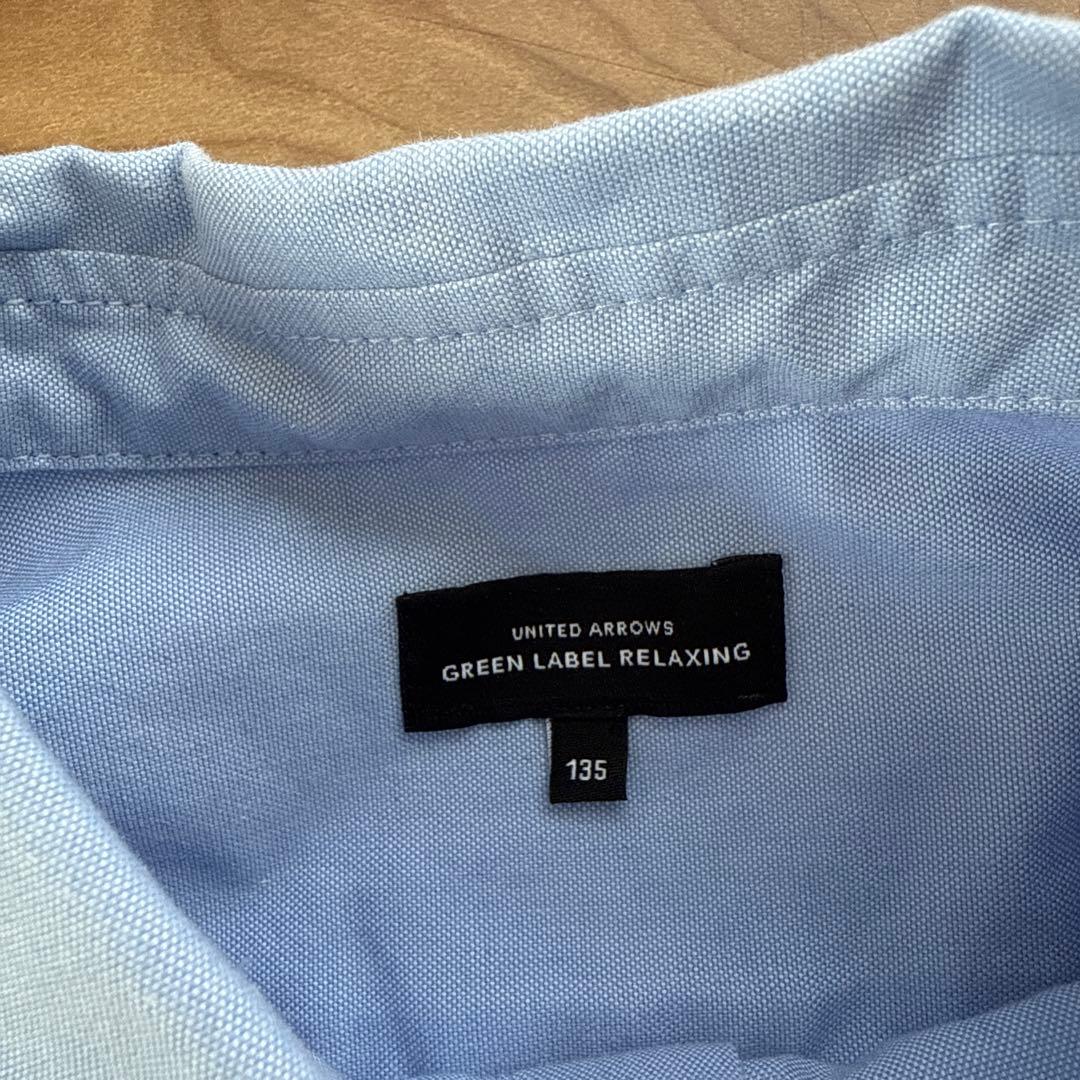 UNITED ARROWS
GREEN LABEL RELAXING
135